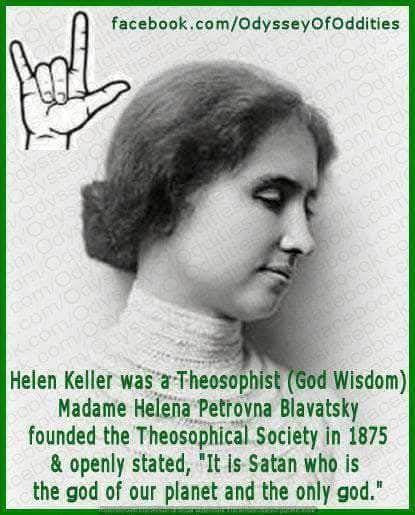 facebook.com/OdysseyOfOddities
Helen Keller was a Theosophist (God Wisdom)
Madame Helena Petrovna Blavatsky
founded the Theosophical Society in 1875
& openly stated, "It is Satan who is
the god of our planet and the only god."